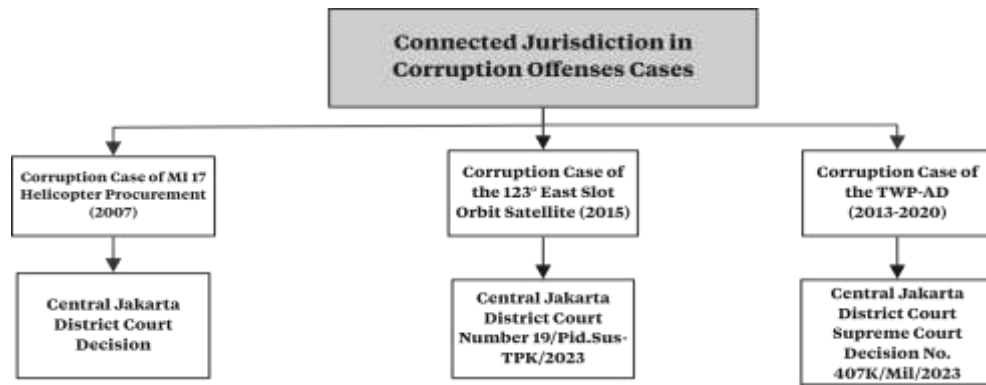 Connected Jurisdiction in
Corruption Offenses Cases
Corruption Case of MI 17
Helicopter Procurement
(2007)
Corruption Case of
the 123° East Slot
Orbit Satellite (2015)
Corruption Case of
the TWP-AD
(2013-2020)
Central Jakarta
District Court
Decision
Central Jakarta
District Court
Number 19/Pid.Sus-
TPK/2023
Central Jakarta
District Court
Supreme Court
Decision No.
407K/Mil/2023